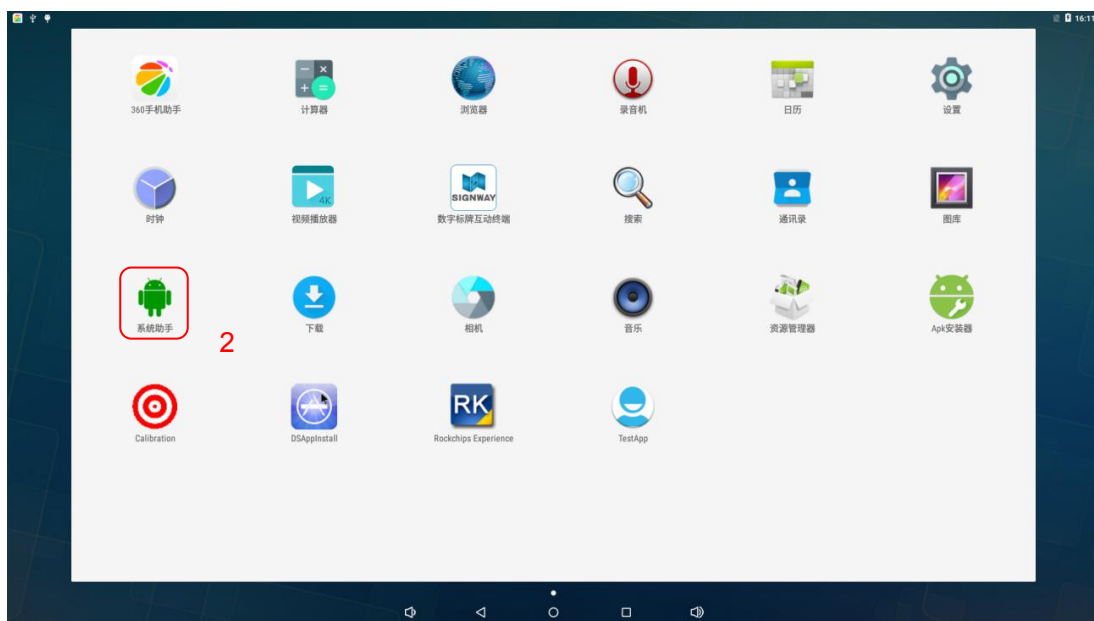 16:11
360手机助手
计算器
浏览器
录音机
日历
设置
4K
SIGNWAY
时钟
视频播放器
数字标牌互动终端
搜索
通讯录
图库
系统助手
2
下载
相机
音乐
资源管理器
Apk安装器
RK
Calibration
DSAppInstall
Rockchips Experience
TestApp